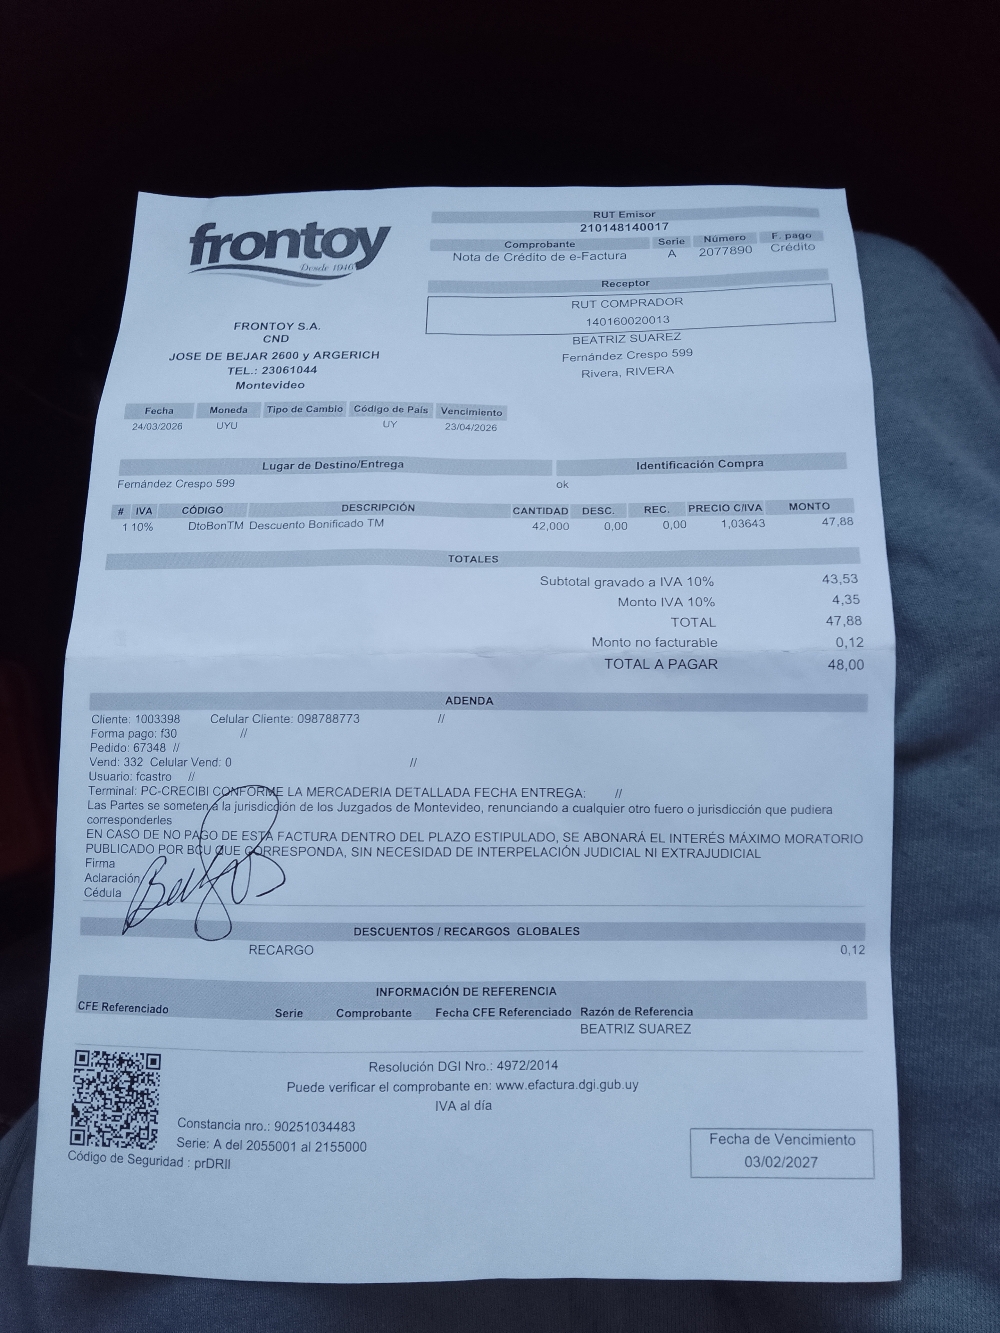 frontoy
Desde 1946
RUT Emisor
210148140017
Comprobante Serie Número F. pago
Nota de Crédito de e-Factura A 2077890 Crédito
Receptor
RUT COMPRADOR
140160020013
BEATRIZ SUAREZ
Fernández Crespo 599
Rivera, RIVERA
FRONTOY S.A.
CND
JOSE DE BEJAR 2600 y ARGERICH
TEL.: 23061044
Montevideo
Fecha Moneda Tipo de Cambio Código de País Vencimiento
24/03/2026 UYU UY 23/04/2026
Lugar de Destino/Entrega Identificación Compra
Fernández Crespo 599 ok
# IVA CÓDIGO DESCRIPCIÓN CANTIDAD DESC. REC. PRECIO C/IVA MONTO
1 10% DtoBonTM Descuento Bonificado TM 42,000 0,00 0,00 1,03643 47,88
TOTALES
Subtotal gravado a IVA 10% 43,53
Monto IVA 10% 4,35
TOTAL 47,88
Monto no facturable 0,12
TOTAL A PAGAR 48,00
ADENDA
Cliente: 1003398 Celular Cliente: 098788773 //
Forma pago: f30 //
Pedido: 67348 //
Vend: 332 Celular Vend: 0 //
Usuario: fcastro //
Terminal: PC-CRECIBI CONFORME LA MERCADERIA DETALLADA FECHA ENTREGA: //
Las Partes se someten a la jurisdicción de los Juzgados de Montevideo, renunciando a cualquier otro fuero o jurisdicción que pudiera
corresponderles
EN CASO DE NO PAGO DE ESTA FACTURA DENTRO DEL PLAZO ESTIPULADO, SE ABONARÁ EL INTERÉS MÁXIMO MORATORIO
PUBLICADO POR BCU QUE CORRESPONDA, SIN NECESIDAD DE INTERPELACIÓN JUDICIAL NI EXTRAJUDICIAL
Firma
Aclaración
Cédula
DESCUENTOS / RECARGOS GLOBALES
RECARGO 0,12
INFORMACIÓN DE REFERENCIA
CFE Referenciado Serie Comprobante Fecha CFE Referenciado Razón de Referencia
BEATRIZ SUAREZ
Resolución DGI Nro.: 4972/2014
Puede verificar el comprobante en: www.efactura.dgi.gub.uy
IVA al día
Constancia nro.: 90251034483
Serie: A del 2055001 al 2155000
Código de Seguridad : prDRII
Fecha de Vencimiento
03/02/2027